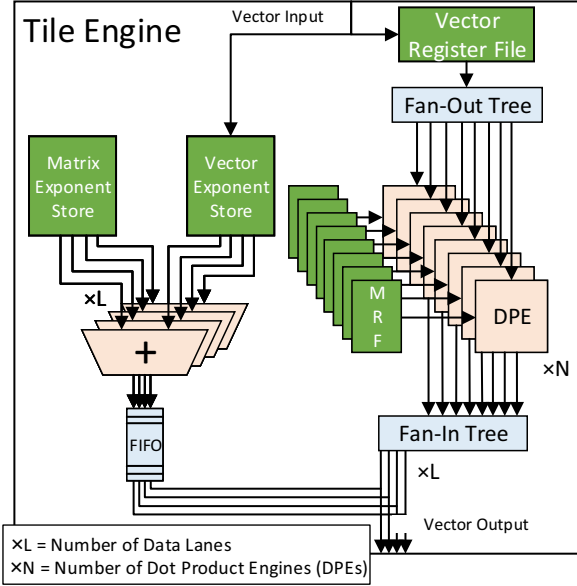 Tile Engine
Vector Input
Vector
Register File
Fan-Out Tree
Matrix
Exponent
Store
Vector
Exponent
Store
×L
+
M
R
F
DPE
×N
FIFO
Fan-In Tree
×L
Vector Output
×L = Number of Data Lanes
×N = Number of Dot Product Engines (DPEs)